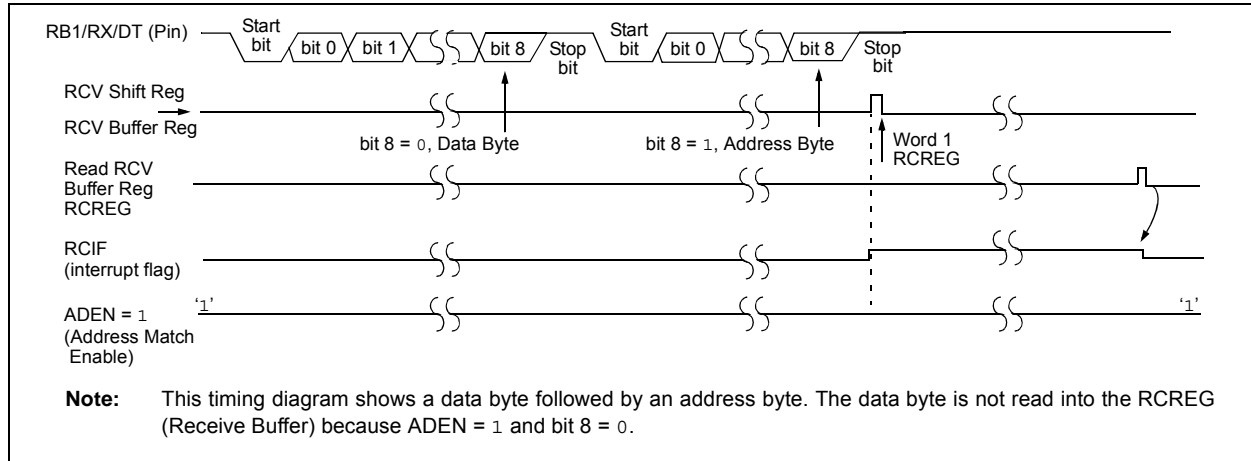 RB1/RX/DT (Pin)
Start
bit
bit 0
bit 1
bit 8
Stop
bit
Start
bit
bit 0
bit 8
Stop
bit
RCV Shift Reg
RCV Buffer Reg
bit 8 = 0, Data Byte
bit 8 = 1, Address Byte
Word 1
RCREG
Read RCV
Buffer Reg
RCREG
RCIF
(interrupt flag)
ADEN = 1
(Address Match
Enable)
‘1’
‘1’
Note: This timing diagram shows a data byte followed by an address byte. The data byte is not read into the RCREG
(Receive Buffer) because ADEN = 1 and bit 8 = 0.